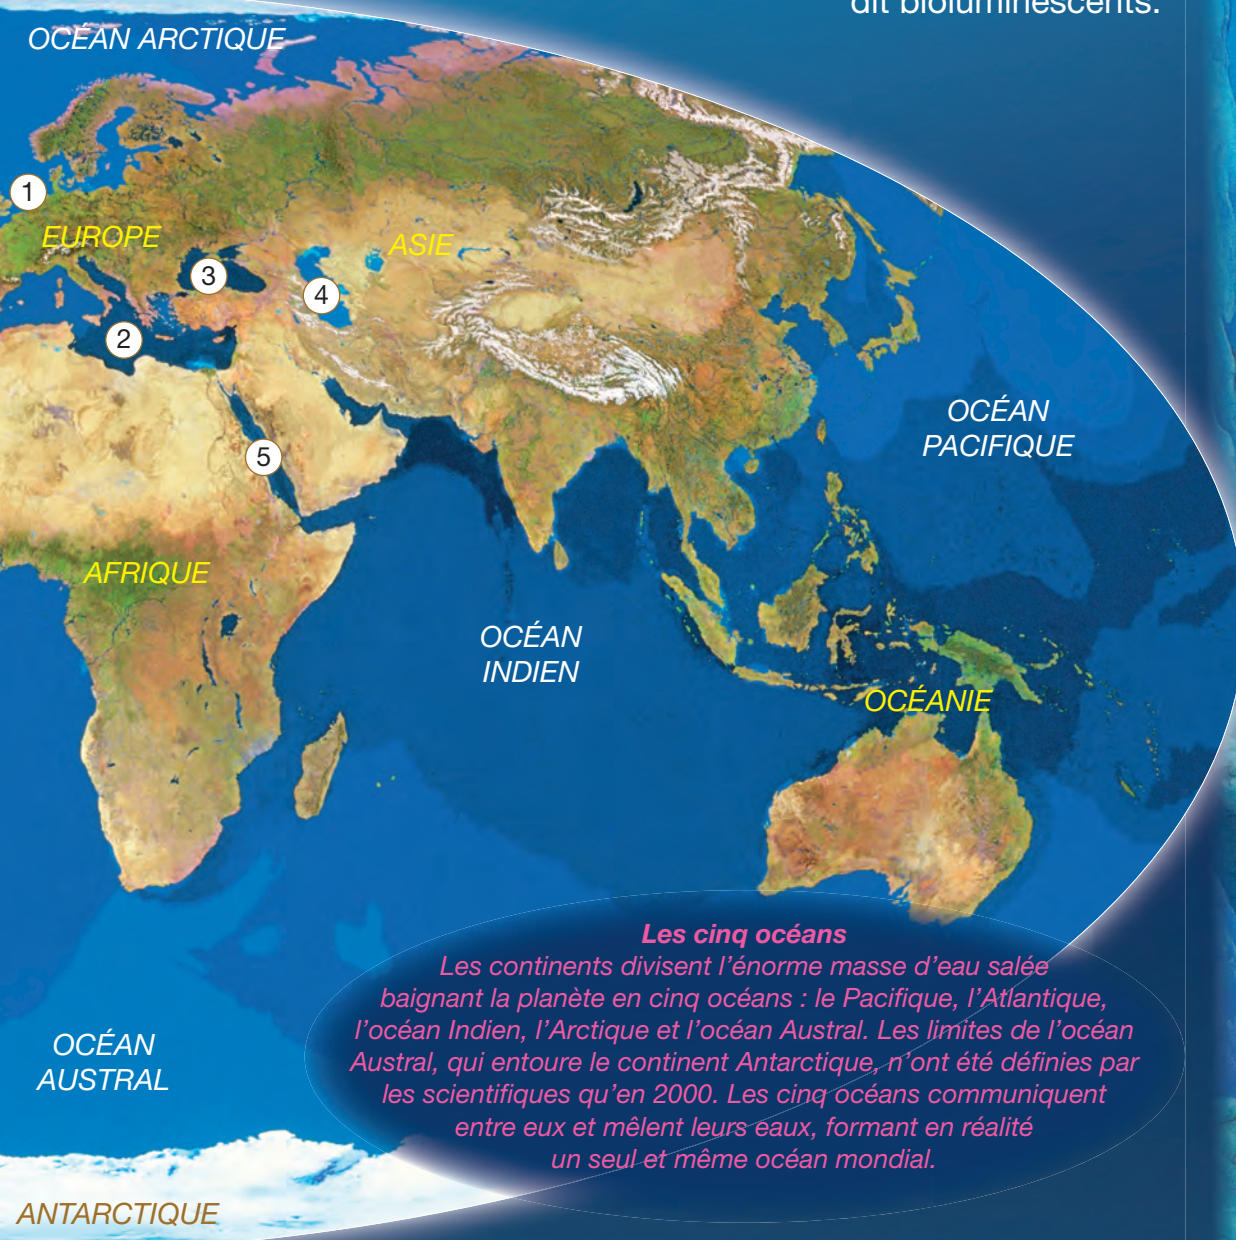 dit bioluminescents.
OCÉAN ARCTIQUE
1
EUROPE
ASIE
3
4
2
OCÉAN
PACIFIQUE
5
AFRIQUE
OCÉAN
INDIEN
OCÉANIE
Les cinq océans
Les continents divisent l’énorme masse d’eau salée
baignant la planète en cinq océans : le Pacifique, l’Atlantique,
l’océan Indien, l’Arctique et l’océan Austral. Les limites de l’océan
Austral, qui entoure le continent Antarctique, n’ont été définies par
les scientifiques qu’en 2000. Les cinq océans communiquent
entre eux et mêlent leurs eaux, formant en réalité
un seul et même océan mondial.
OCÉAN
AUSTRAL
ANTARCTIQUE